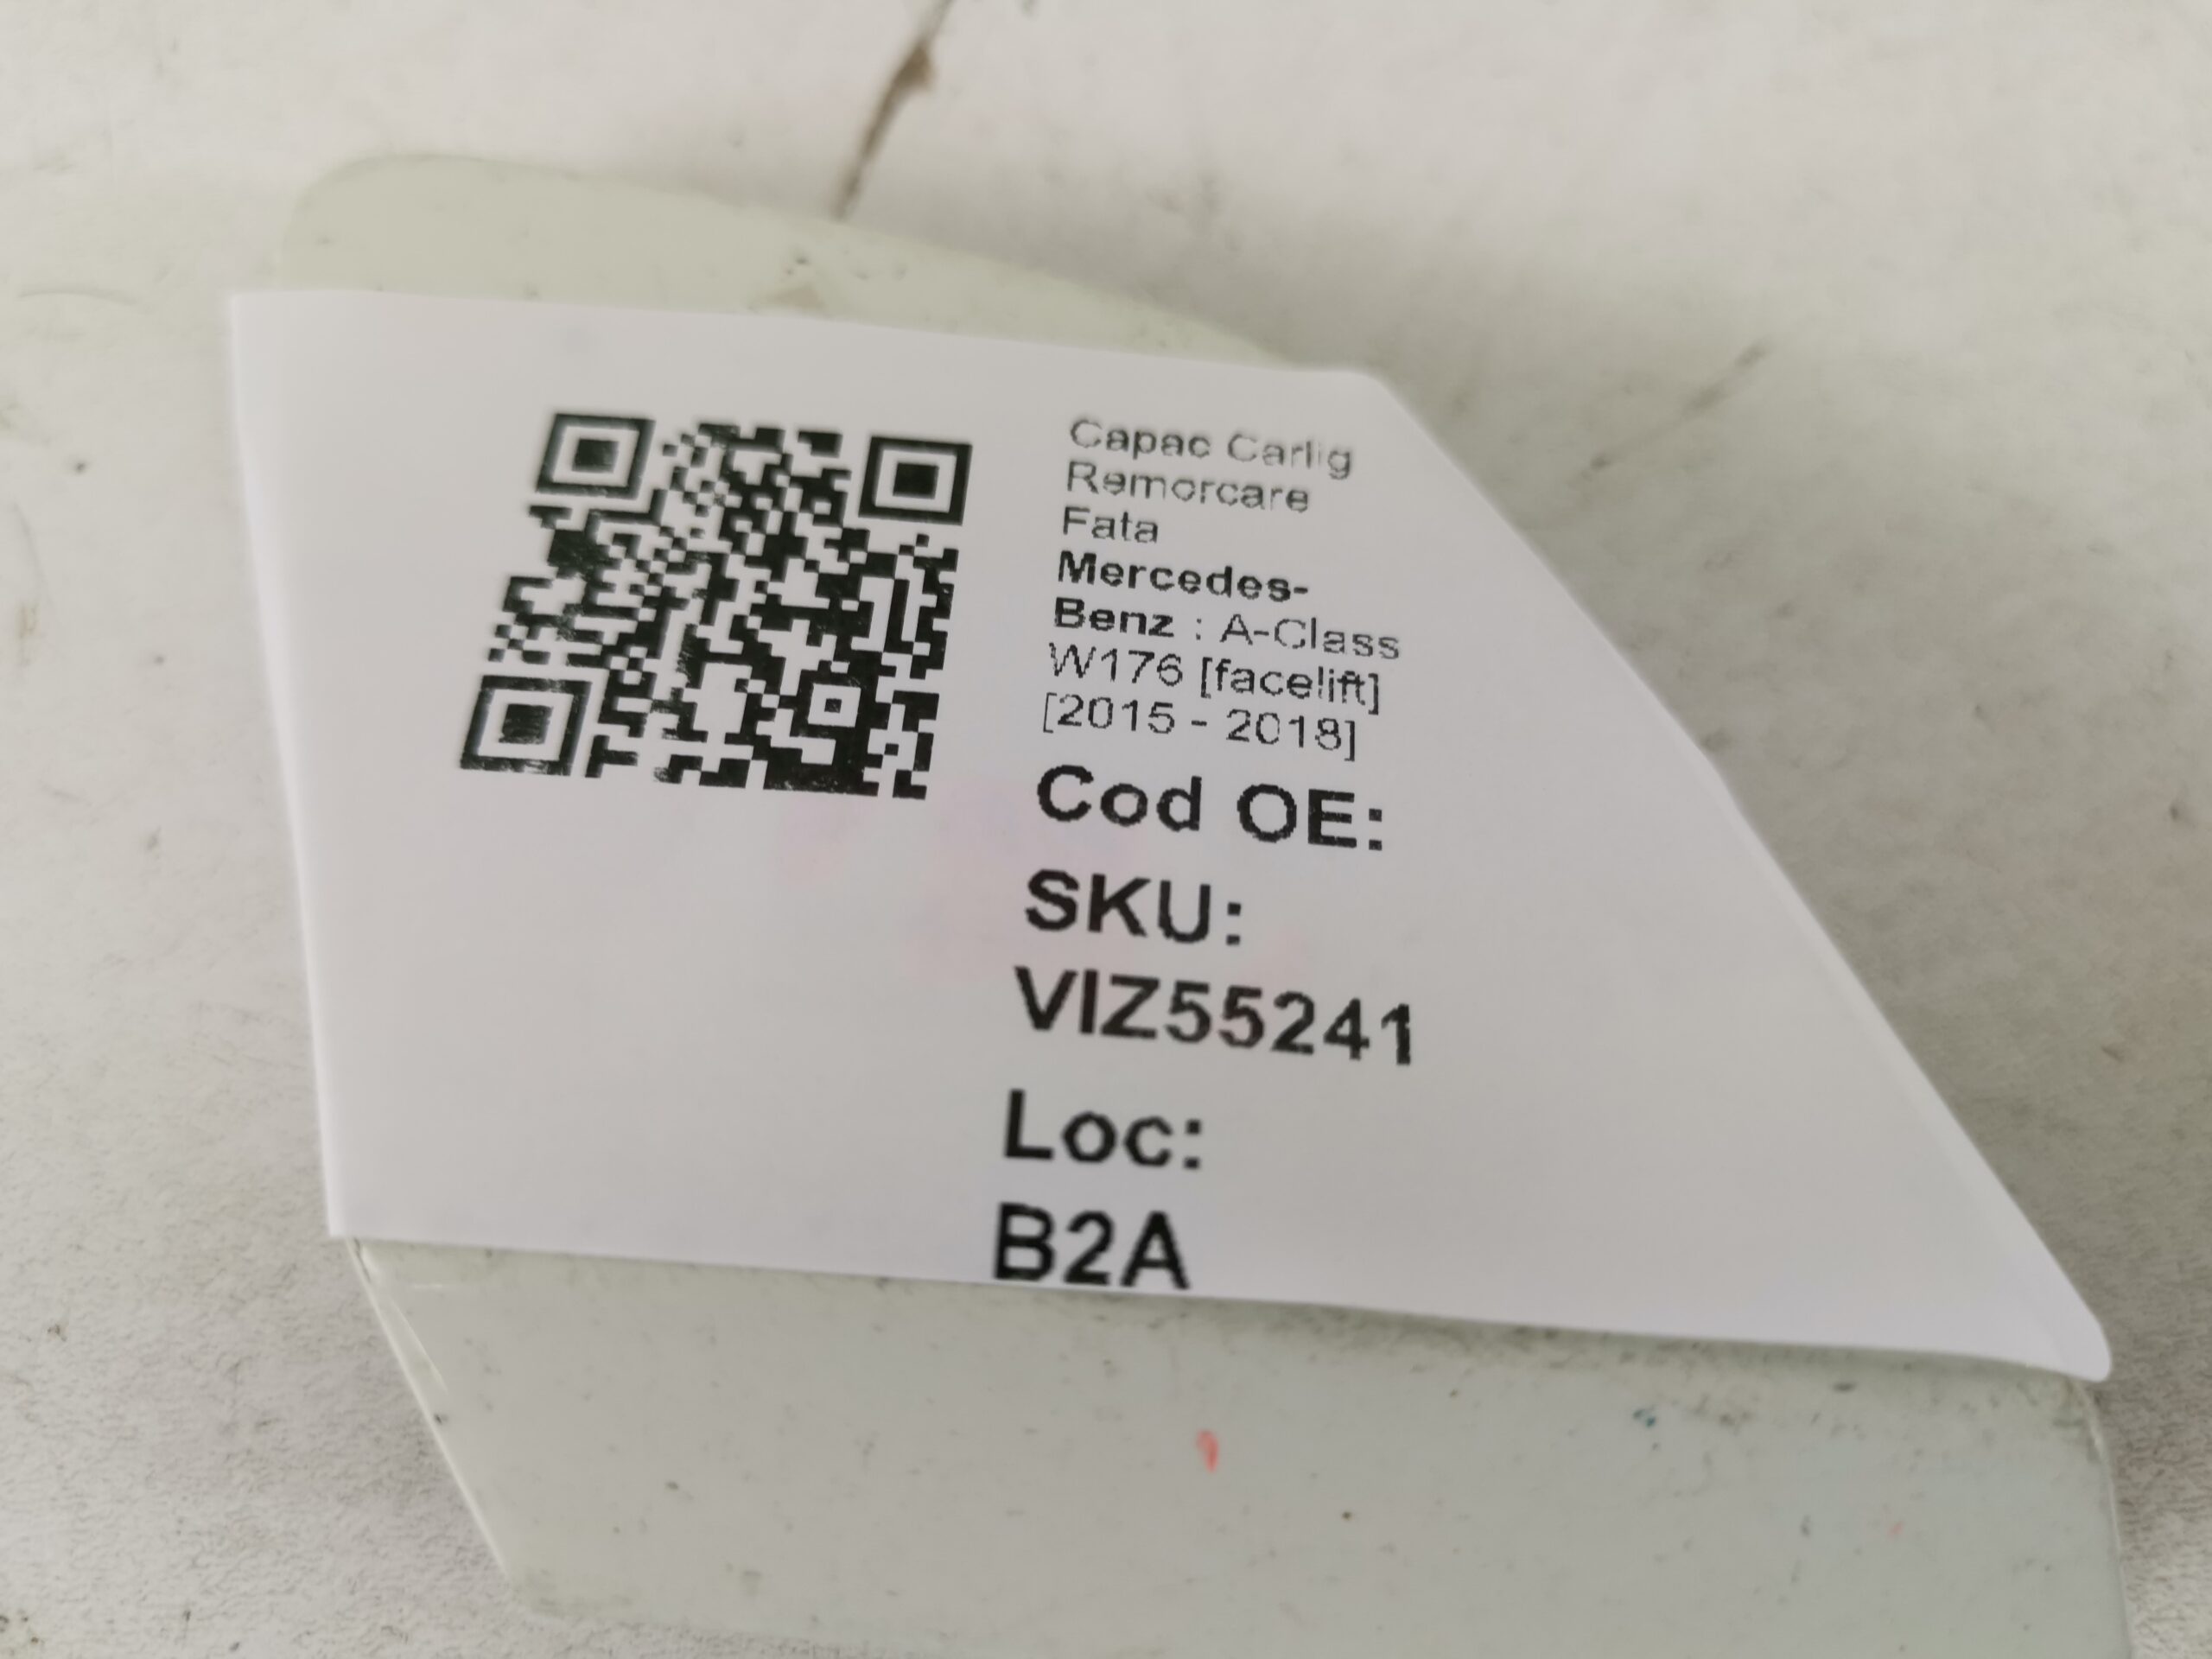 Capac Carlig
Remorcare
Fata
Mercedes-
Benz : A-Class
W176 [facelift]
[2015 - 2018]
Cod OE:
SKU:
VIZ55241
Loc:
B2A